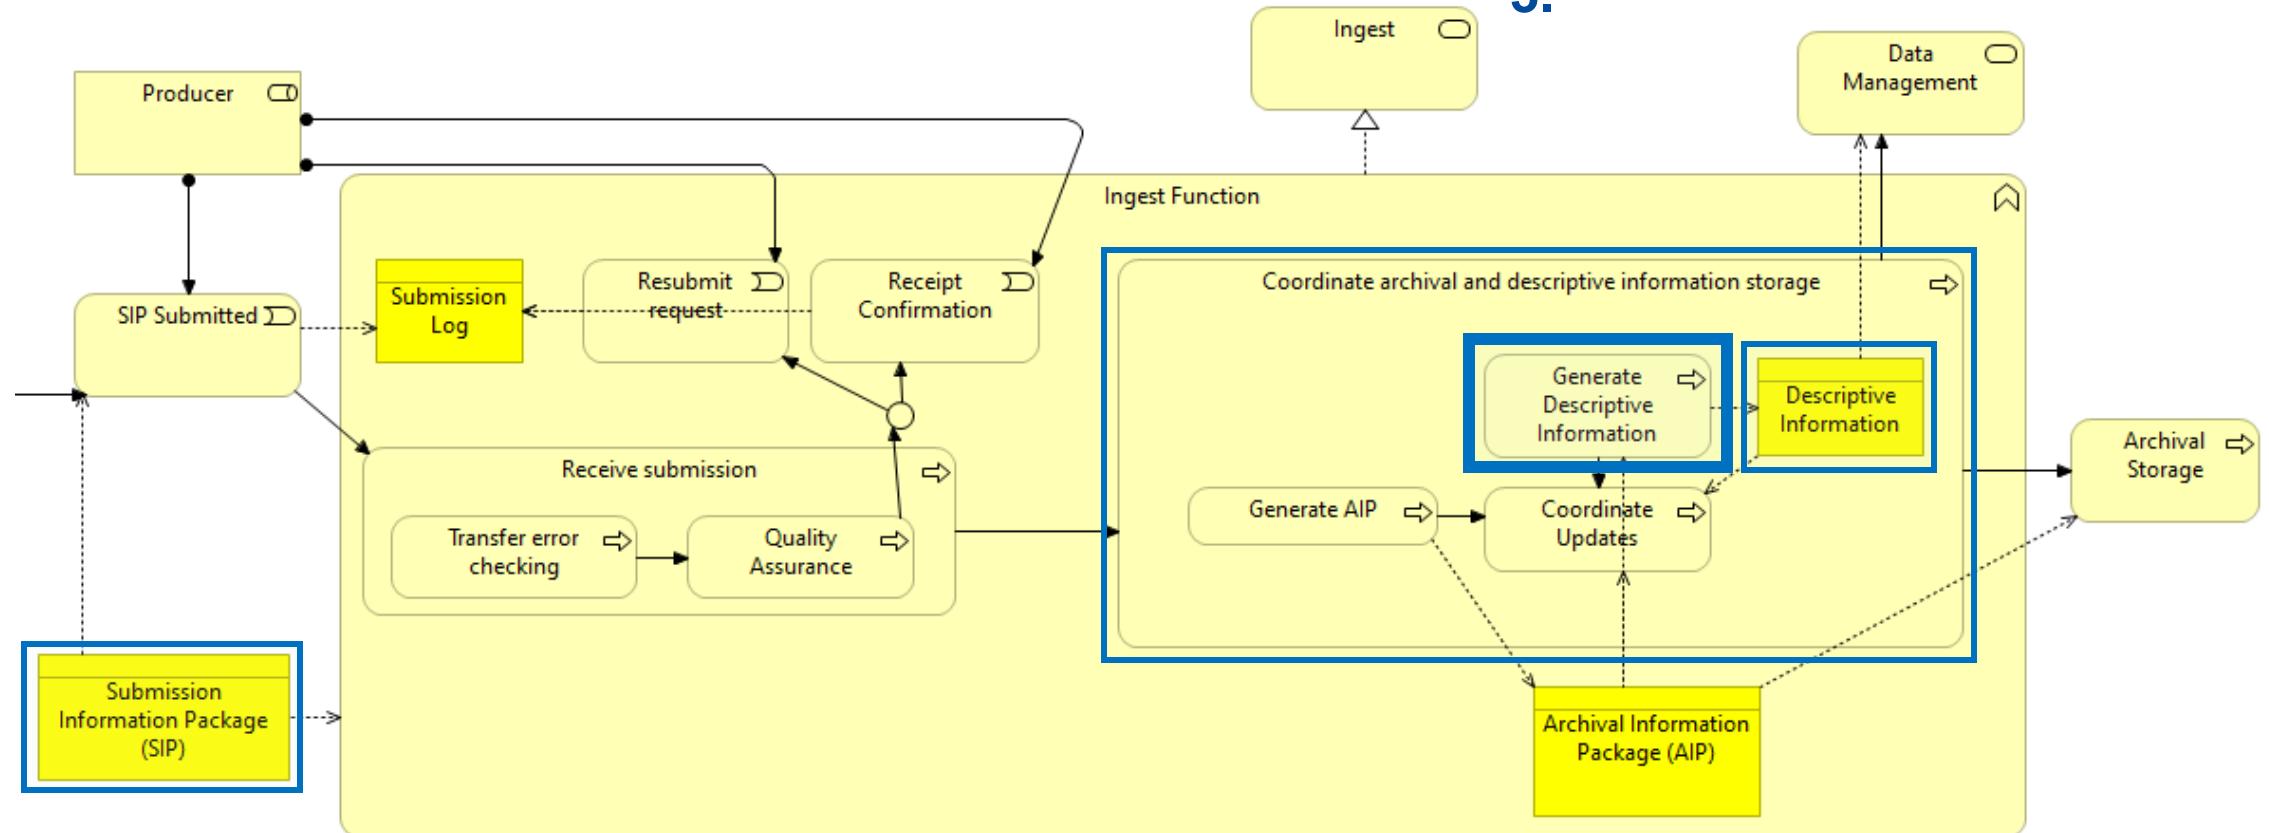 3.
Ingest
Data
Management
Producer
Ingest Function
SIP Submitted
Submission
Log
Resubmit
request
Receipt
Confirmation
Coordinate archival and descriptive information storage
Generate
Descriptive
Information
Descriptive
Information
Archival
Storage
Receive submission
Transfer error
checking
Quality
Assurance
Generate AIP
Coordinate
Updates
Submission
Information Package
(SIP)
Archival Information
Package (AIP)